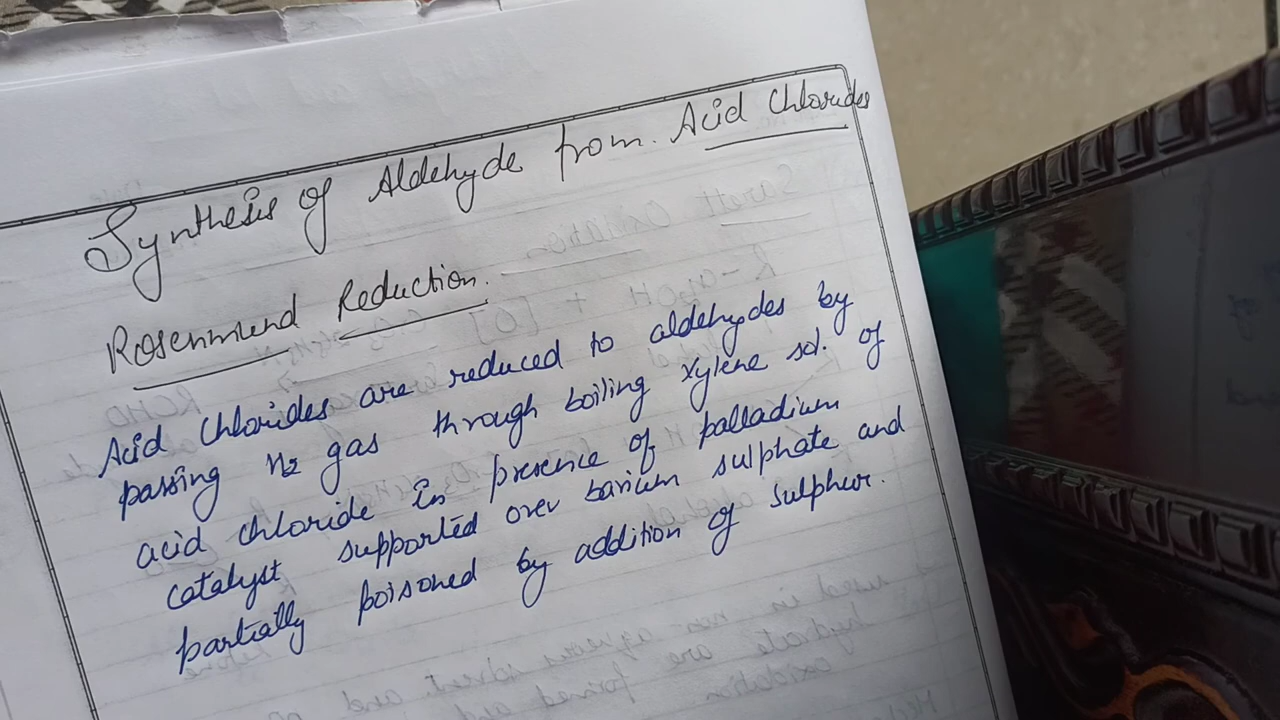 Synthesis of Aldehyde from. Acid Chlorides
Rosenmund Reduction.
Acid Chlorides are reduced to aldehydes by
passing H2 gas through boiling xylene sol. of
acid chloride in presence of palladium
catalyst supported over barium sulphate and
partially poisoned by addition of sulphur.